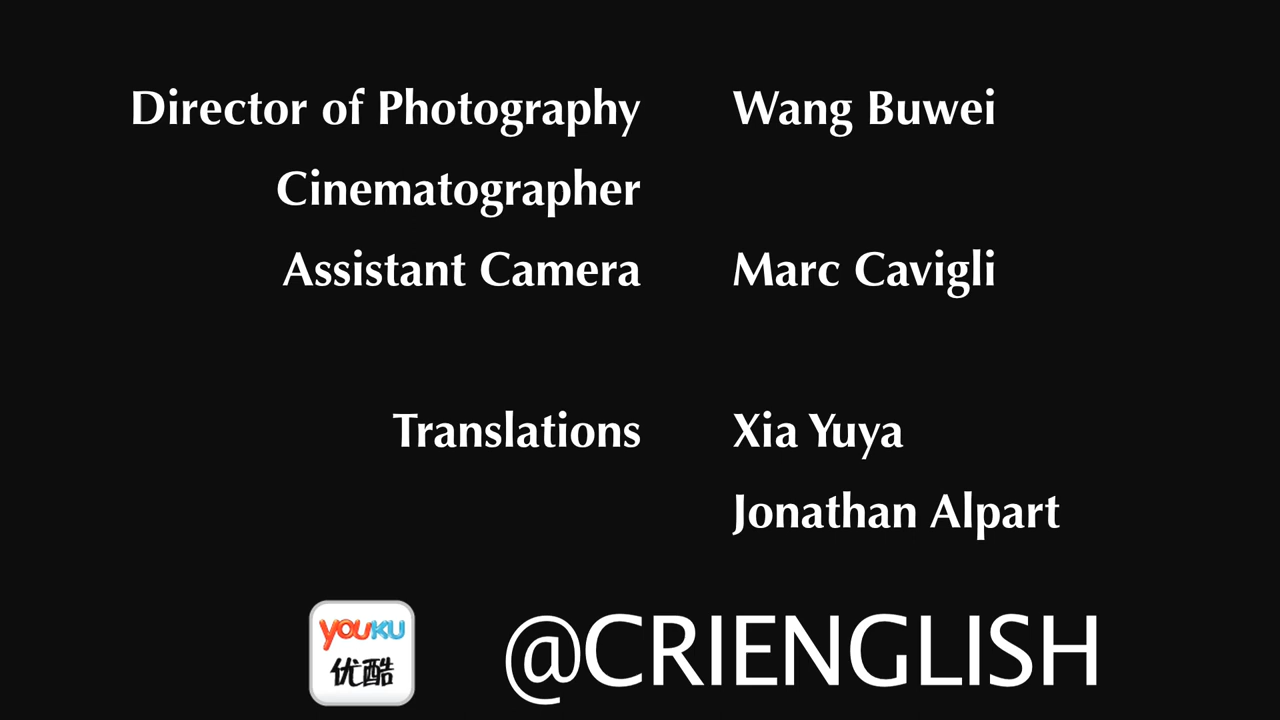 Director of Photography Wang Buwei
Cinematographer
Assistant Camera Marc Cavigli
Translations Xia Yuya
Jonathan Alpart
YOUKU
优酷
@CRIENGLISH